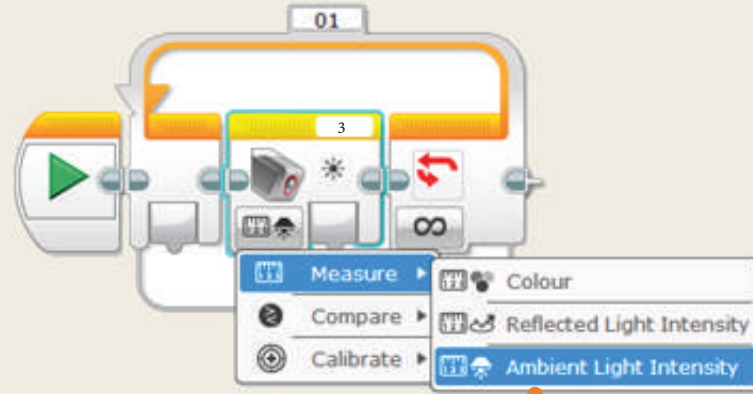 01
3
∞
Measure
Compare
Calibrate
Colour
Reflected Light Intensity
Ambient Light Intensity